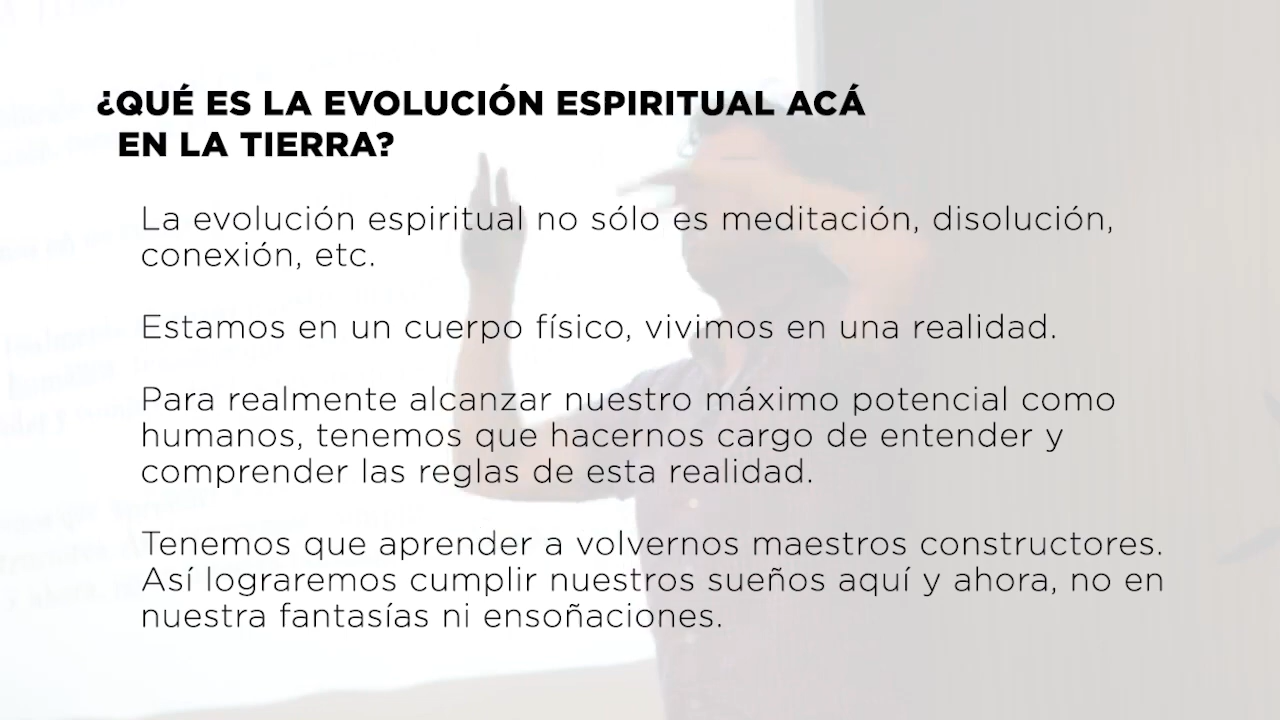 ¿QUÉ ES LA EVOLUCIÓN ESPIRITUAL ACÁ
EN LA TIERRA?
La evolución espiritual no sólo es meditación, disolución,
conexión, etc.
Estamos en un cuerpo físico, vivimos en una realidad.
Para realmente alcanzar nuestro máximo potencial como
humanos, tenemos que hacernos cargo de entender y
comprender las reglas de esta realidad.
Tenemos que aprender a volvernos maestros constructores.
Así lograremos cumplir nuestros sueños aquí y ahora, no en
nuestra fantasías ni ensoñaciones.